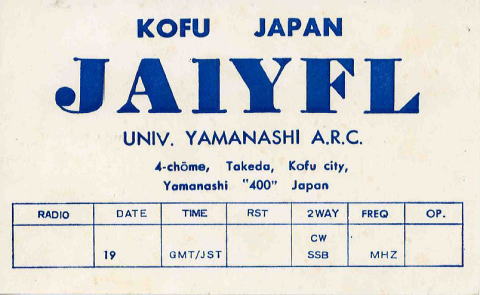 KOFU JAPAN
JA1YFL
UNIV. YAMANASHI A.R.C.
4-chōme, Takeda, Kofu city,
Yamanashi "400" Japan
RADIO DATE TIME RST 2WAY FREQ OP.
CW
19 GMT/JST SSB MHZ